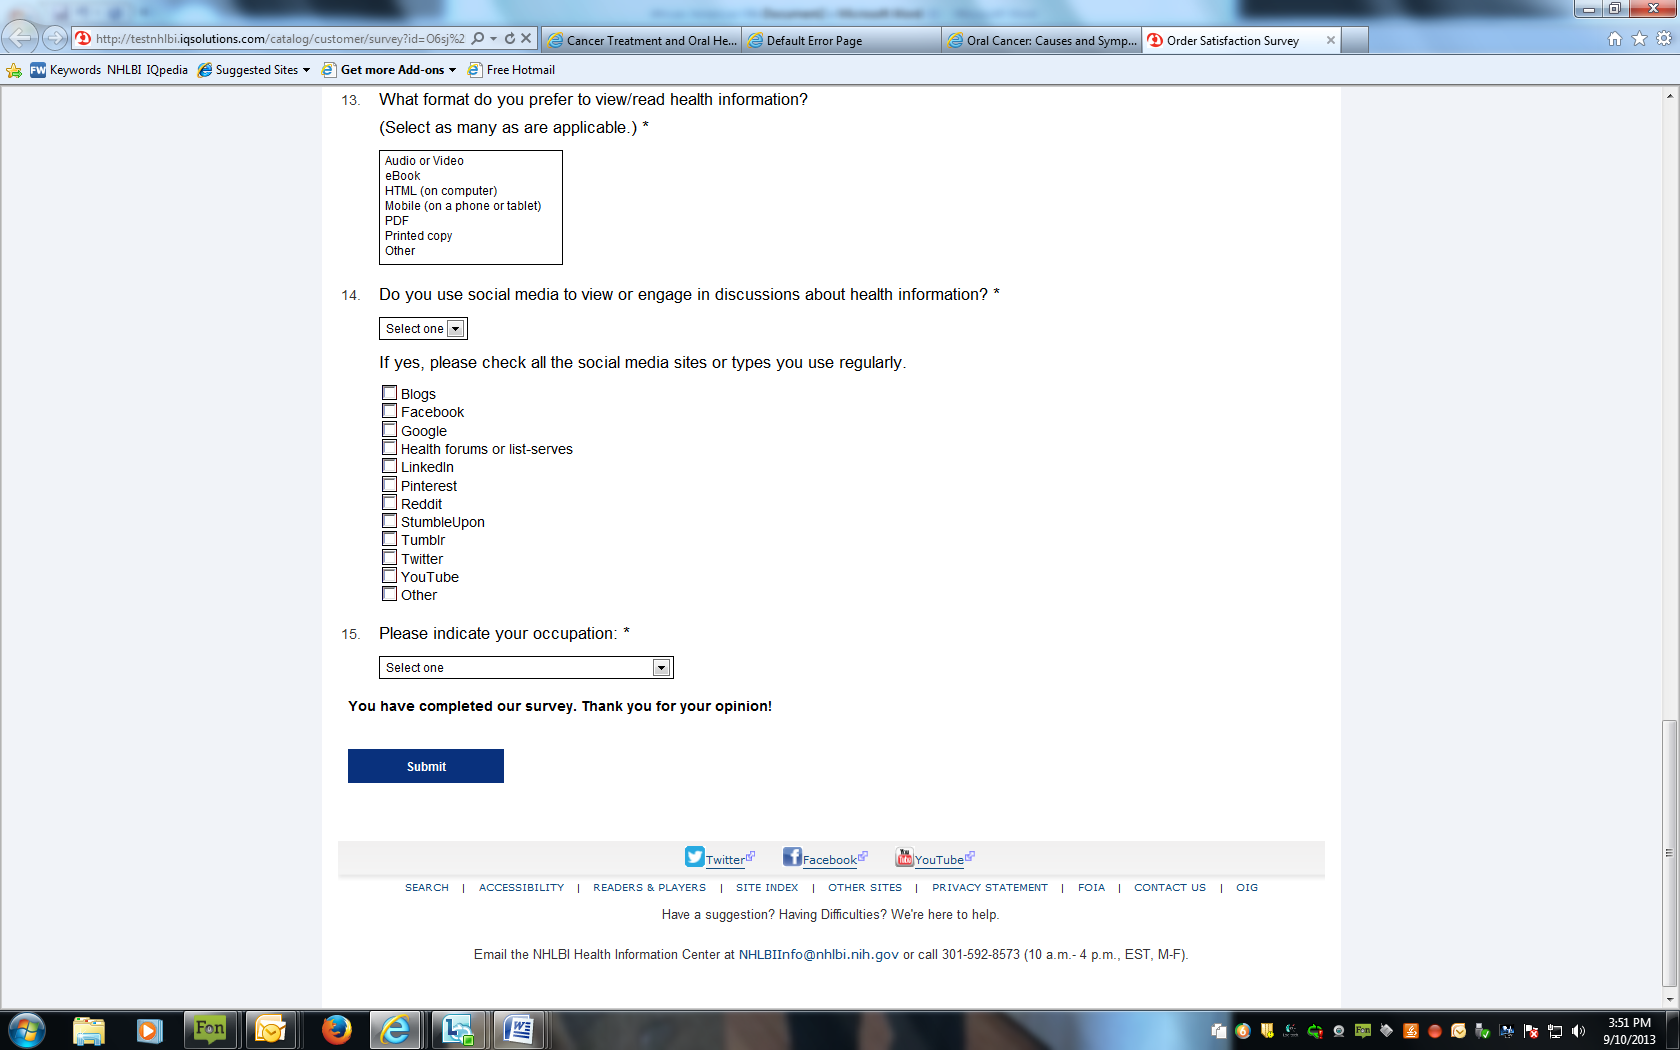 http://testnhlbi.iqsolutions.com/catalog/customer/survey?id=O6sj%2
Cancer Treatment and Oral He...
Default Error Page
Oral Cancer: Causes and Symp...
Order Satisfaction Survey
FW Keywords NHLBI IQpedia
Suggested Sites
Get more Add-ons
Free Hotmail
13. What format do you prefer to view/read health information?
(Select as many as are applicable.) *
Audio or Video
eBook
HTML (on computer)
Mobile (on a phone or tablet)
PDF
Printed copy
Other
14. Do you use social media to view or engage in discussions about health information? *
Select one
If yes, please check all the social media sites or types you use regularly.
Blogs
Facebook
Google
Health forums or list-serves
LinkedIn
Pinterest
Reddit
StumbleUpon
Tumblr
Twitter
YouTube
Other
15. Please indicate your occupation: *
Select one
You have completed our survey. Thank you for your opinion!
Submit
Twitter
Facebook
You Tube YouTube
SEARCH | ACCESSIBILITY | READERS & PLAYERS | SITE INDEX | OTHER SITES | PRIVACY STATEMENT | FOIA | CONTACT US | OIG
Have a suggestion? Having Difficulties? We're here to help.
Email the NHLBI Health Information Center at NHLBIInfo@nhlbi.nih.gov or call 301-592-8573 (10 a.m.- 4 p.m., EST, M-F).
Fon
Fon
3:51 PM
9/10/2013